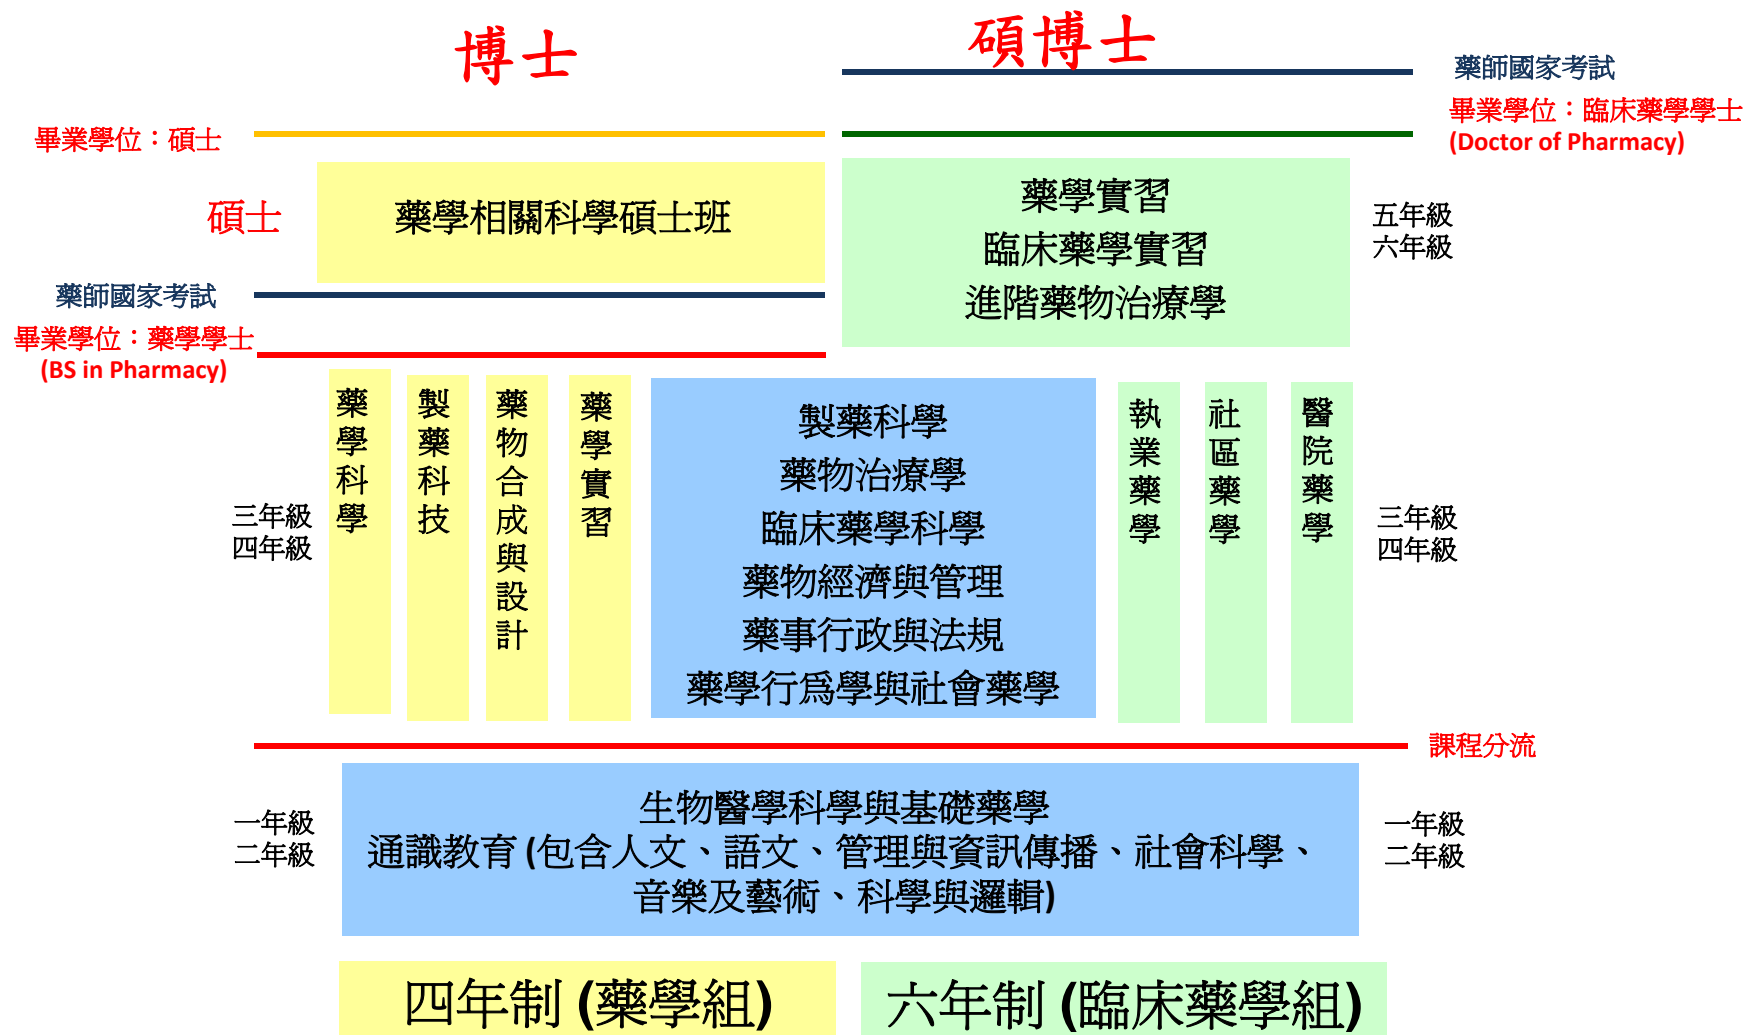 博士
碩博士
藥師國家考試
畢業學位：臨床藥學學士
(Doctor of Pharmacy)
畢業學位：碩士
碩士
藥學相關科學碩士班
藥學實習
臨床藥學實習
進階藥物治療學
五年級
六年級
藥師國家考試
畢業學位：藥學學士
(BS in Pharmacy)
三年級
四年級
藥學科學
製藥科技
藥物合成與設計
藥學實習
製藥科學
藥物治療學
臨床藥學科學
藥物經濟與管理
藥事行政與法規
藥學行為學與社會藥學
執業藥學
社區藥學
醫院藥學
三年級
四年級
課程分流
一年級
二年級
生物醫學科學與基礎藥學
通識教育 (包含人文、語文、管理與資訊傳播、社會科學、
音樂及藝術、科學與邏輯)
一年級
二年級
四年制 (藥學組)
六年制 (臨床藥學組)